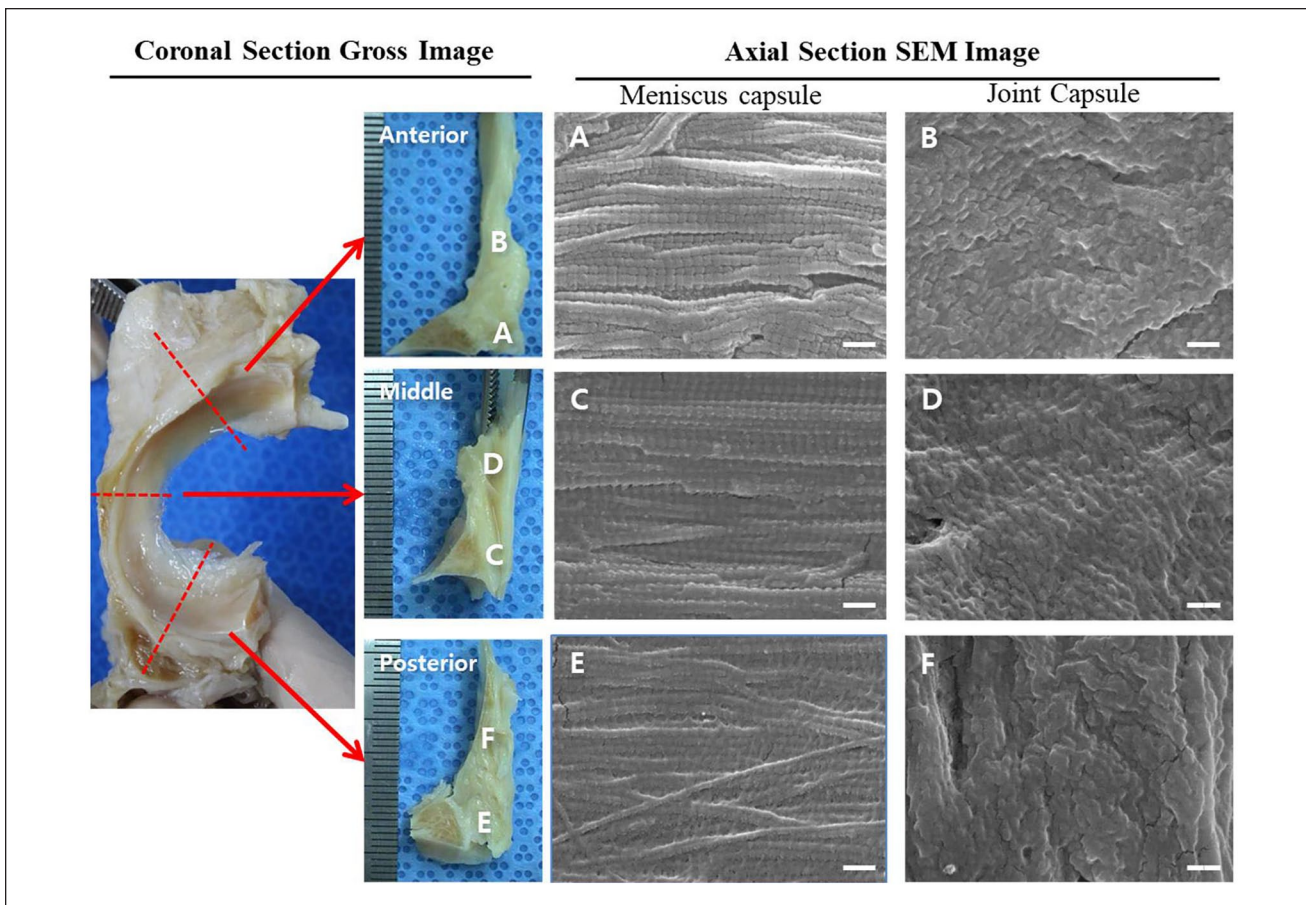 Coronal Section Gross Image
Axial Section SEM Image
Meniscus capsule
Joint Capsule
Anterior
B
A
A
B
Middle
D
C
C
D
Posterior
F
E
E
F